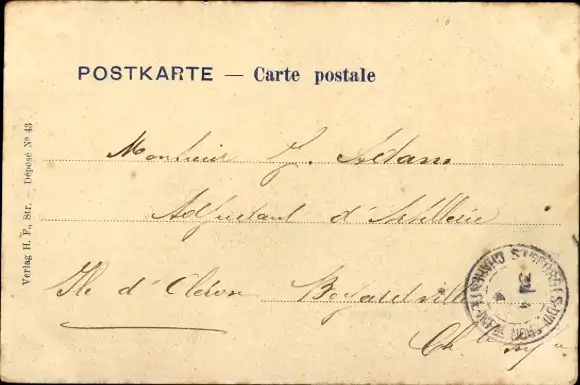 POSTKARTE — Carte postale
Monsieur J. Adam
Adjudant d'Artillerie
Ile d'Oléron Boyardville
Verlag H. F., Str. — Déposé Nº 43